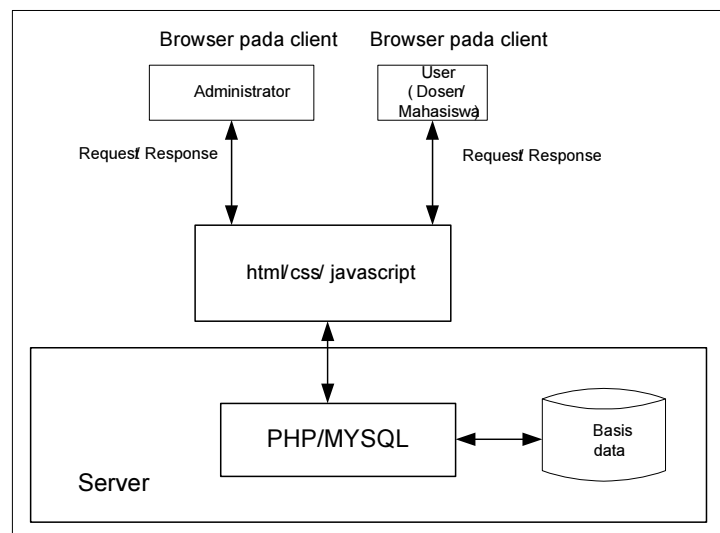 Browser pada client
Browser pada client
Administrator
User
( Dosen/
Mahasiswa)
Request/ Response
Request/ Response
html/css/ javascript
PHP/MYSQL
Basis
data
Server